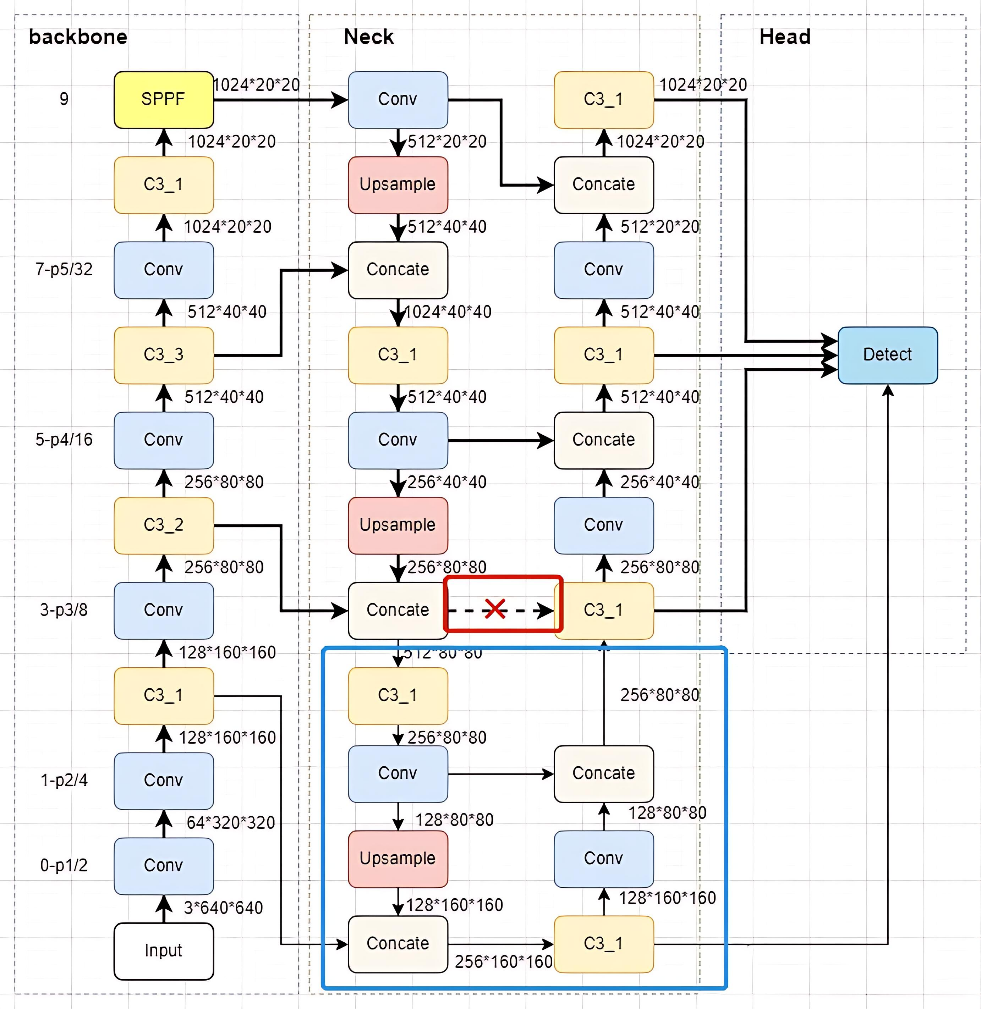 backbone
Neck
Head
9
SPPF
1024*20*20
Conv
C3_1
1024*20*20
1024*20*20
512*20*20
1024*20*20
C3_1
Upsample
Concate
1024*20*20
512*40*40
512*20*20
7-p5/32
Conv
Concate
Conv
512*40*40
1024*40*40
512*40*40
C3_3
C3_1
C3_1
Detect
512*40*40
512*40*40
512*40*40
5-p4/16
Conv
Conv
Concate
256*80*80
256*40*40
256*40*40
C3_2
Upsample
Conv
256*80*80
256*80*80
256*80*80
3-p3/8
Conv
Concate
C3_1
128*160*160
512*80*80
C3_1
C3_1
256*80*80
128*160*160
256*80*80
1-p2/4
Conv
Conv
Concate
64*320*320
128*80*80
128*80*80
0-p1/2
Conv
Upsample
Conv
3*640*640
128*160*160
128*160*160
Input
Concate
C3_1
256*160*160